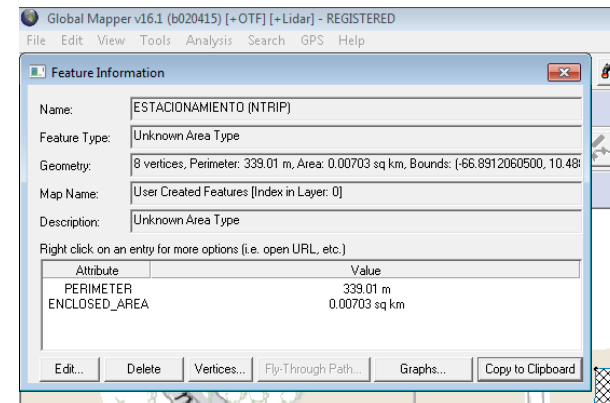 Global Mapper v16.1 (b020415) [+OTF] [+Lidar] - REGISTERED
File Edit View Tools Analysis Search GPS Help
Feature Information
Name: ESTACIONAMIENTO (NTRIP)
Feature Type: Unknown Area Type
Geometry: 8 vertices, Perimeter: 339.01 m, Area: 0.00703 sq km, Bounds: (-66.8912060500, 10.48
Map Name: User Created Features [Index in Layer: 0]
Description: Unknown Area Type
Right click on an entry for more options (i.e. open URL, etc.)
Attribute Value
PERIMETER 339.01 m
ENCLOSED_AREA 0.00703 sq km
Edit... Delete Vertices... Fly-Through Path... Graphs... Copy to Clipboard